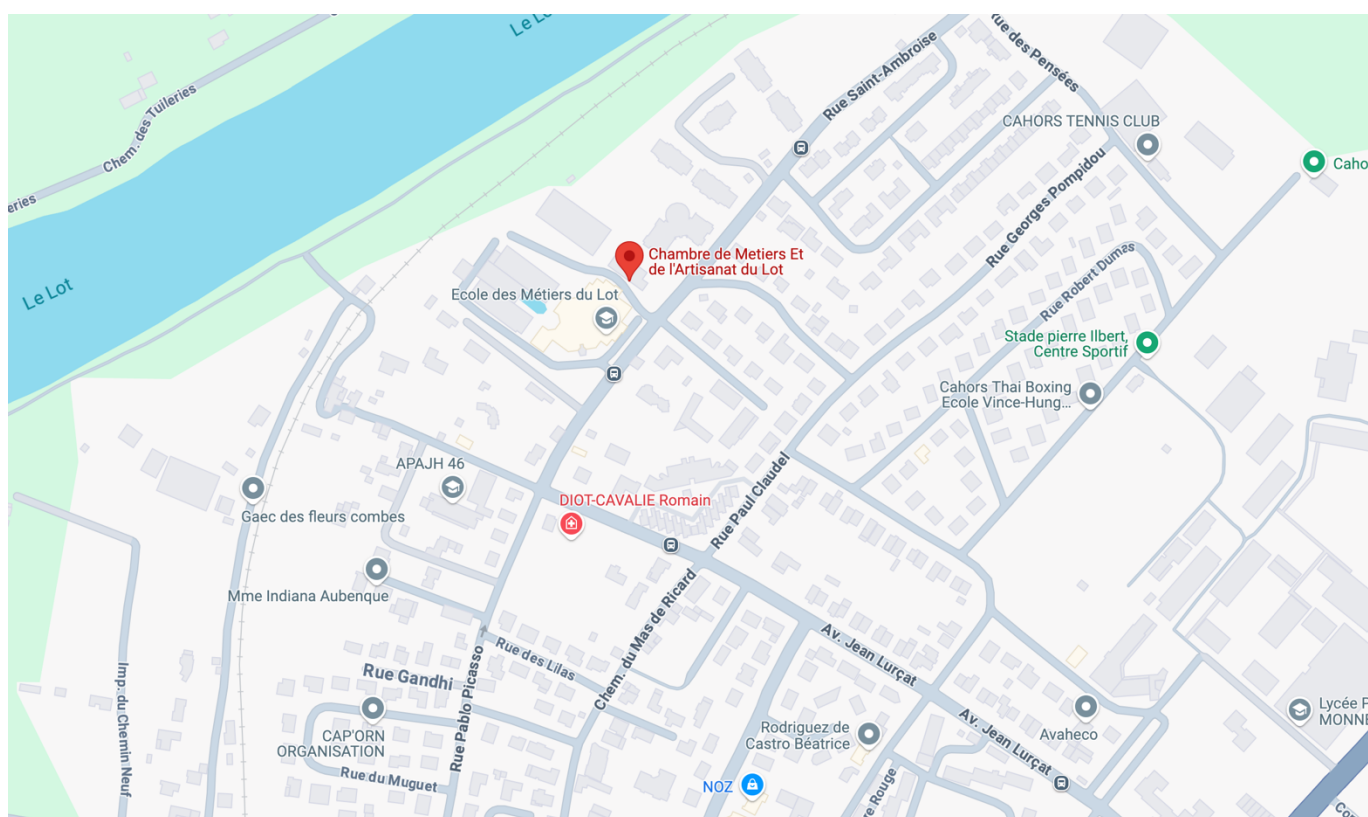 Le Lo
Rue des Pensées
Rue Saint-Ambroise
Chem. des Tuileries
CAHORS TENNIS CLUB
Caho
eries
Rue Georges Pompidou
Chambre de Metiers Et
de l'Artisanat du Lot
Le Lot
Ecole des Métiers du Lot
Rue Robert Dumas
Stade pierre Ilbert,
Centre Sportif
Cahors Thai Boxing
Ecole Vince-Hung...
APAJH 46
DIOT-CAVALIE Romain
Rue Paul Claudel
Gaec des fleurs combes
Mme Indiana Aubenque
Chem. du Mas de Ricard
Av. Jean Lurçat
Rue des Lilas
Rue Gandhi
Rue Pablo Picasso
Imp. du Chemin Neuf
CAP'ORN
ORGANISATION
Rue du Muguet
Rodriguez de
Castro Béatrice
Av. Jean Lurçat
Avaheco
Lycée P
MONNE
NOZ
re Rouge